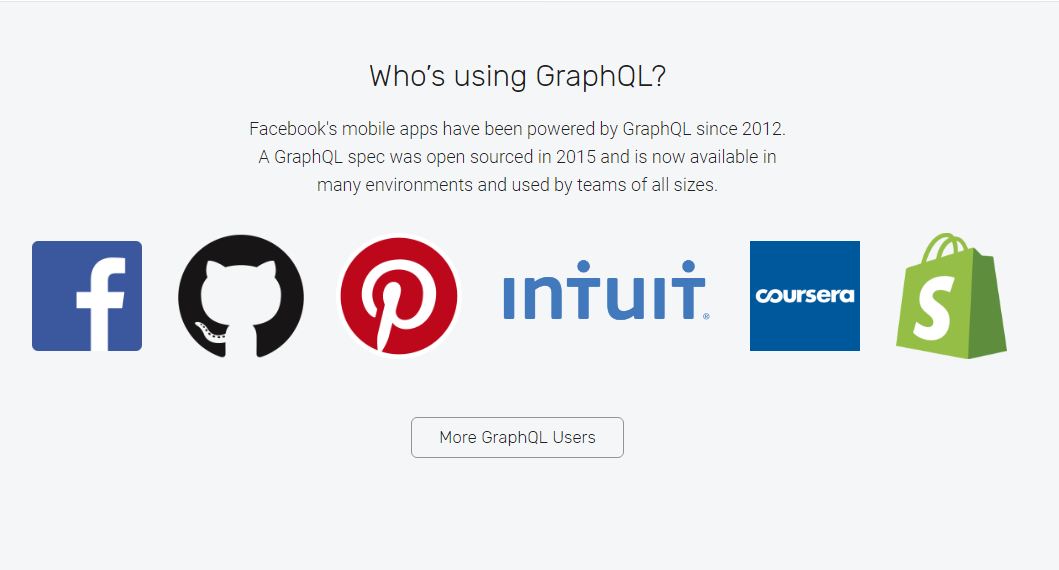 Who’s using GraphQL?
Facebook's mobile apps have been powered by GraphQL since 2012.
A GraphQL spec was open sourced in 2015 and is now available in
many environments and used by teams of all sizes.
intuit®
coursera
More GraphQL Users